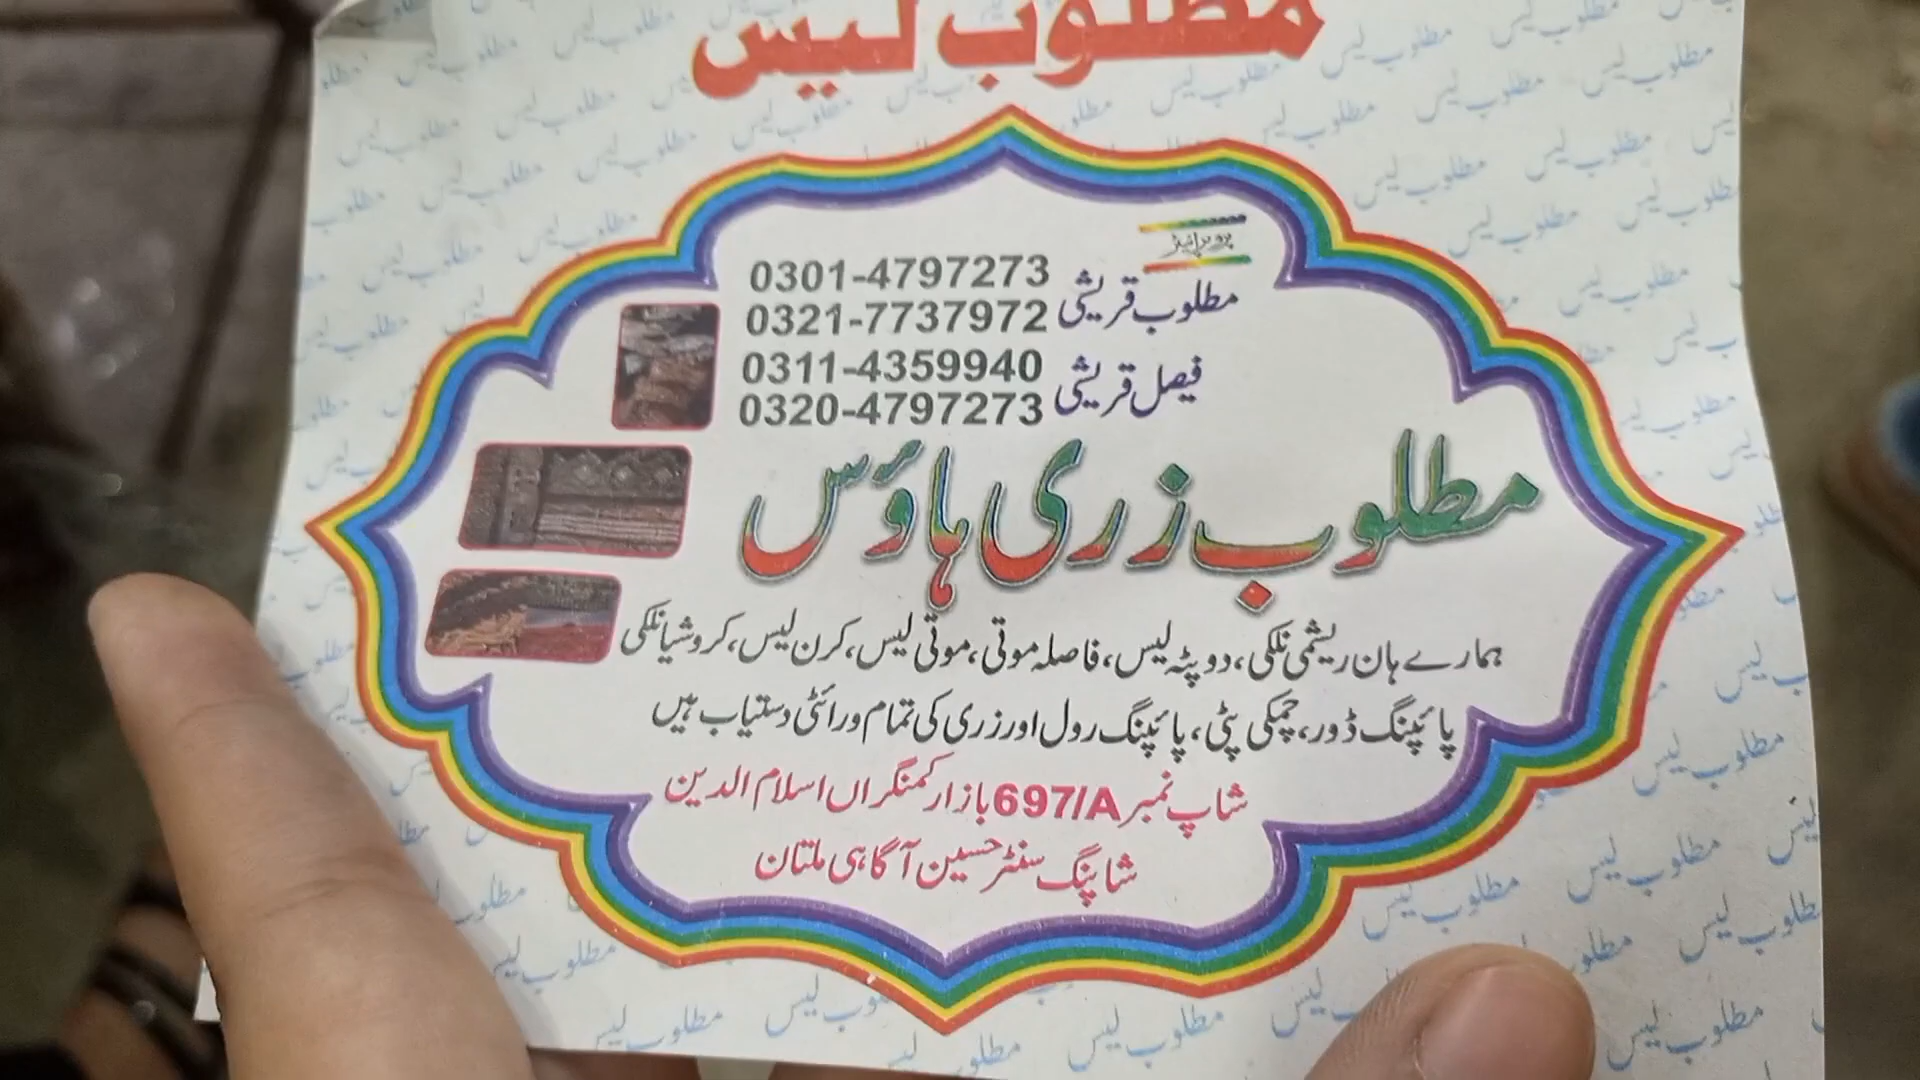 مطلوب لیس
پروپرائیٹر
0301-4797273
0321-7737972
مطلوب قریشی
0311-4359940
0320-4797273
فیصل قریشی
مطلوب زری ہاؤس
ہمارے ہاں ریشمی نلکی، دوپٹہ لیس، فاصلہ موتی، موتی لیس، کرن لیس، کروشیا نلکی
پائپنگ ڈور، چمکی پٹی، پائپنگ رول اور زری کی تمام ورائٹی دستیاب ہیں
شاپ نمبر 697/A بازار کمنگراں اسلام الدین
شاپنگ سنٹر حسین آگاہی ملتان